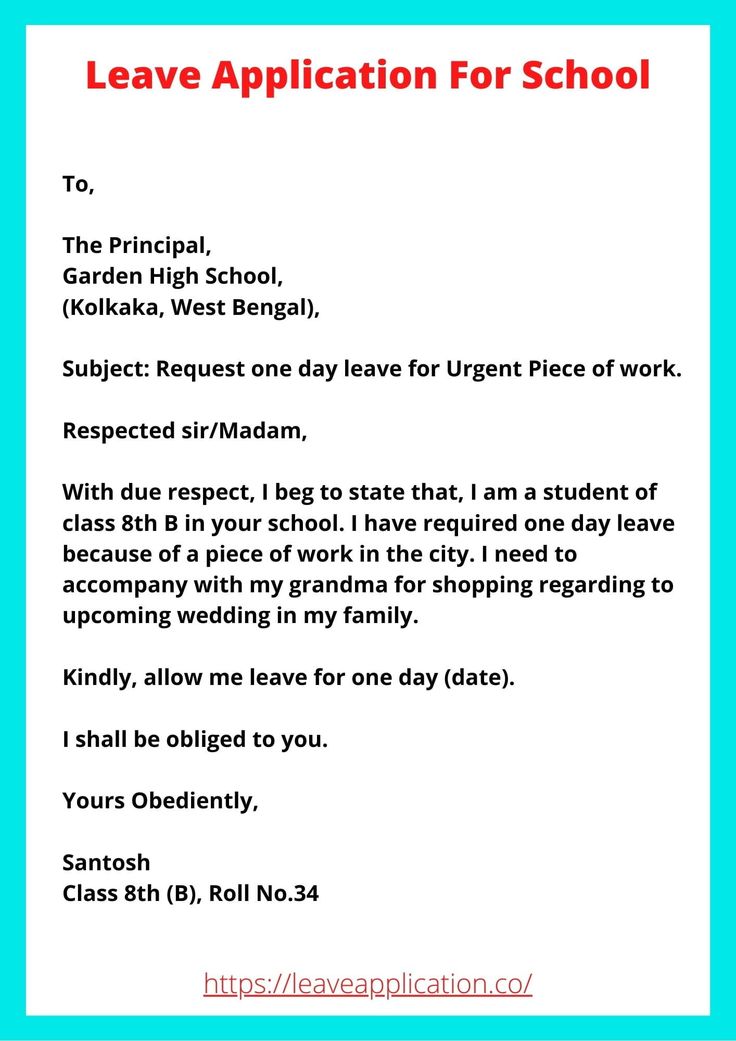 Leave Application For School
To,
The Principal,
Garden High School,
(Kolkaka, West Bengal),
Subject: Request one day leave for Urgent Piece of work.
Respected sir/Madam,
With due respect, I beg to state that, I am a student of
class 8th B in your school. I have required one day leave
because of a piece of work in the city. I need to
accompany with my grandma for shopping regarding to
upcoming wedding in my family.
Kindly, allow me leave for one day (date).
I shall be obliged to you.
Yours Obediently,
Santosh
Class 8th (B), Roll No.34
https://leaveapplication.co/